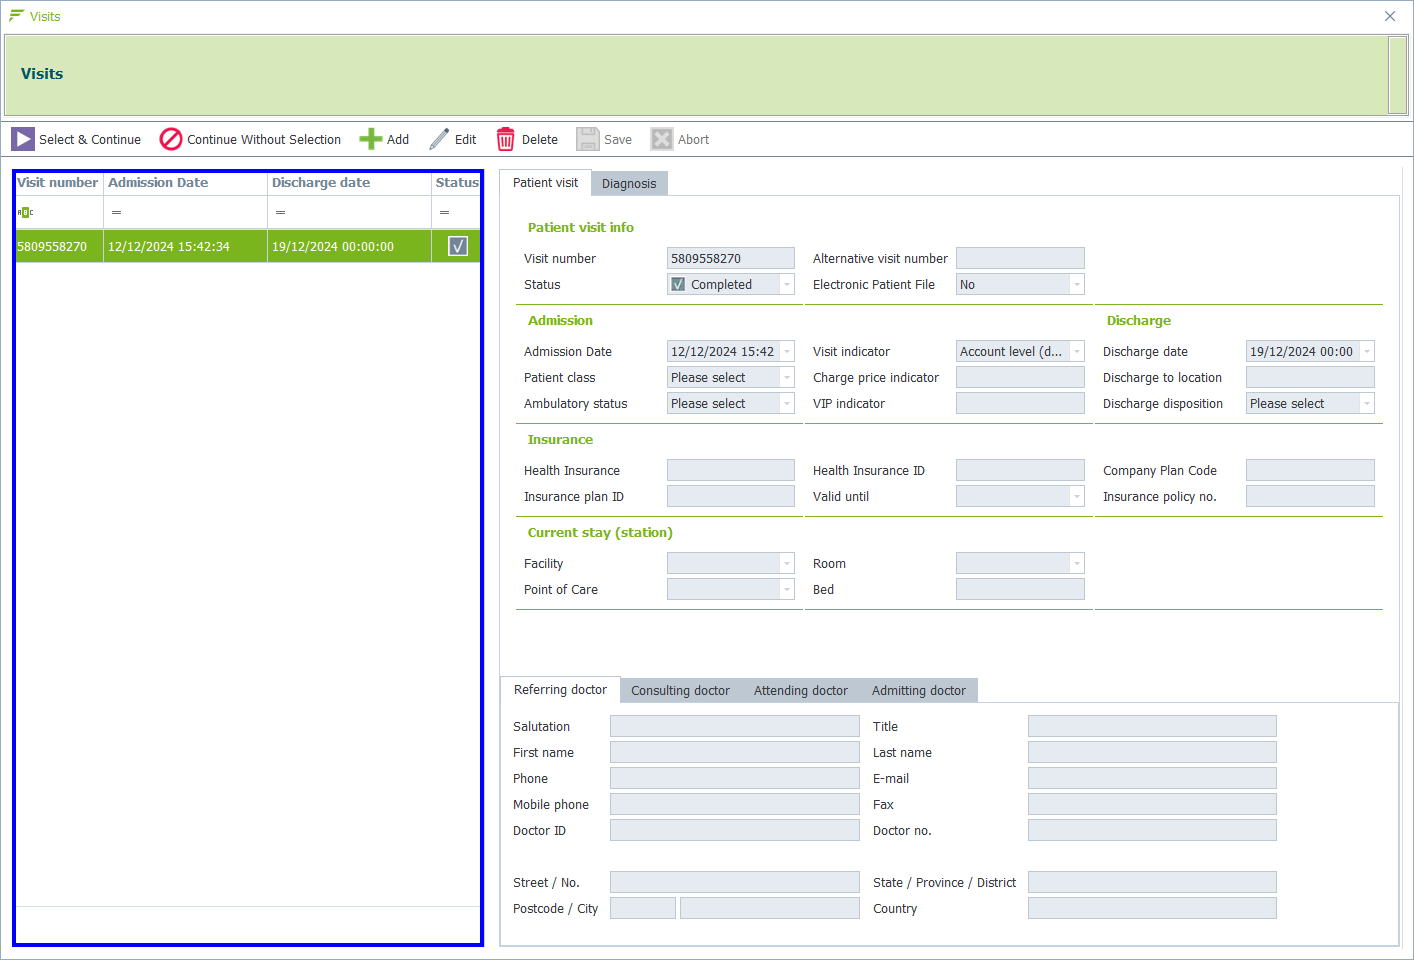 Visits
Visits
Select & Continue Continue Without Selection Add Edit Delete Save Abort
Visit number Admission Date Discharge date Status
ABC = = =
5809558270 12/12/2024 15:42:34 19/12/2024 00:00:00
Patient visit Diagnosis
Patient visit info
Visit number 5809558270 Alternative visit number
Status Completed Electronic Patient File No
Admission Discharge
Admission Date 12/12/2024 15:42 Visit indicator Account level (d... Discharge date 19/12/2024 00:00
Patient class Please select Charge price indicator Discharge to location
Ambulatory status Please select VIP indicator Discharge disposition Please select
Insurance
Health Insurance Health Insurance ID Company Plan Code
Insurance plan ID Valid until Insurance policy no.
Current stay (station)
Facility Room
Point of Care Bed
Referring doctor Consulting doctor Attending doctor Admitting doctor
Salutation Title
First name Last name
Phone E-mail
Mobile phone Fax
Doctor ID Doctor no.
Street / No. State / Province / District
Postcode / City Country